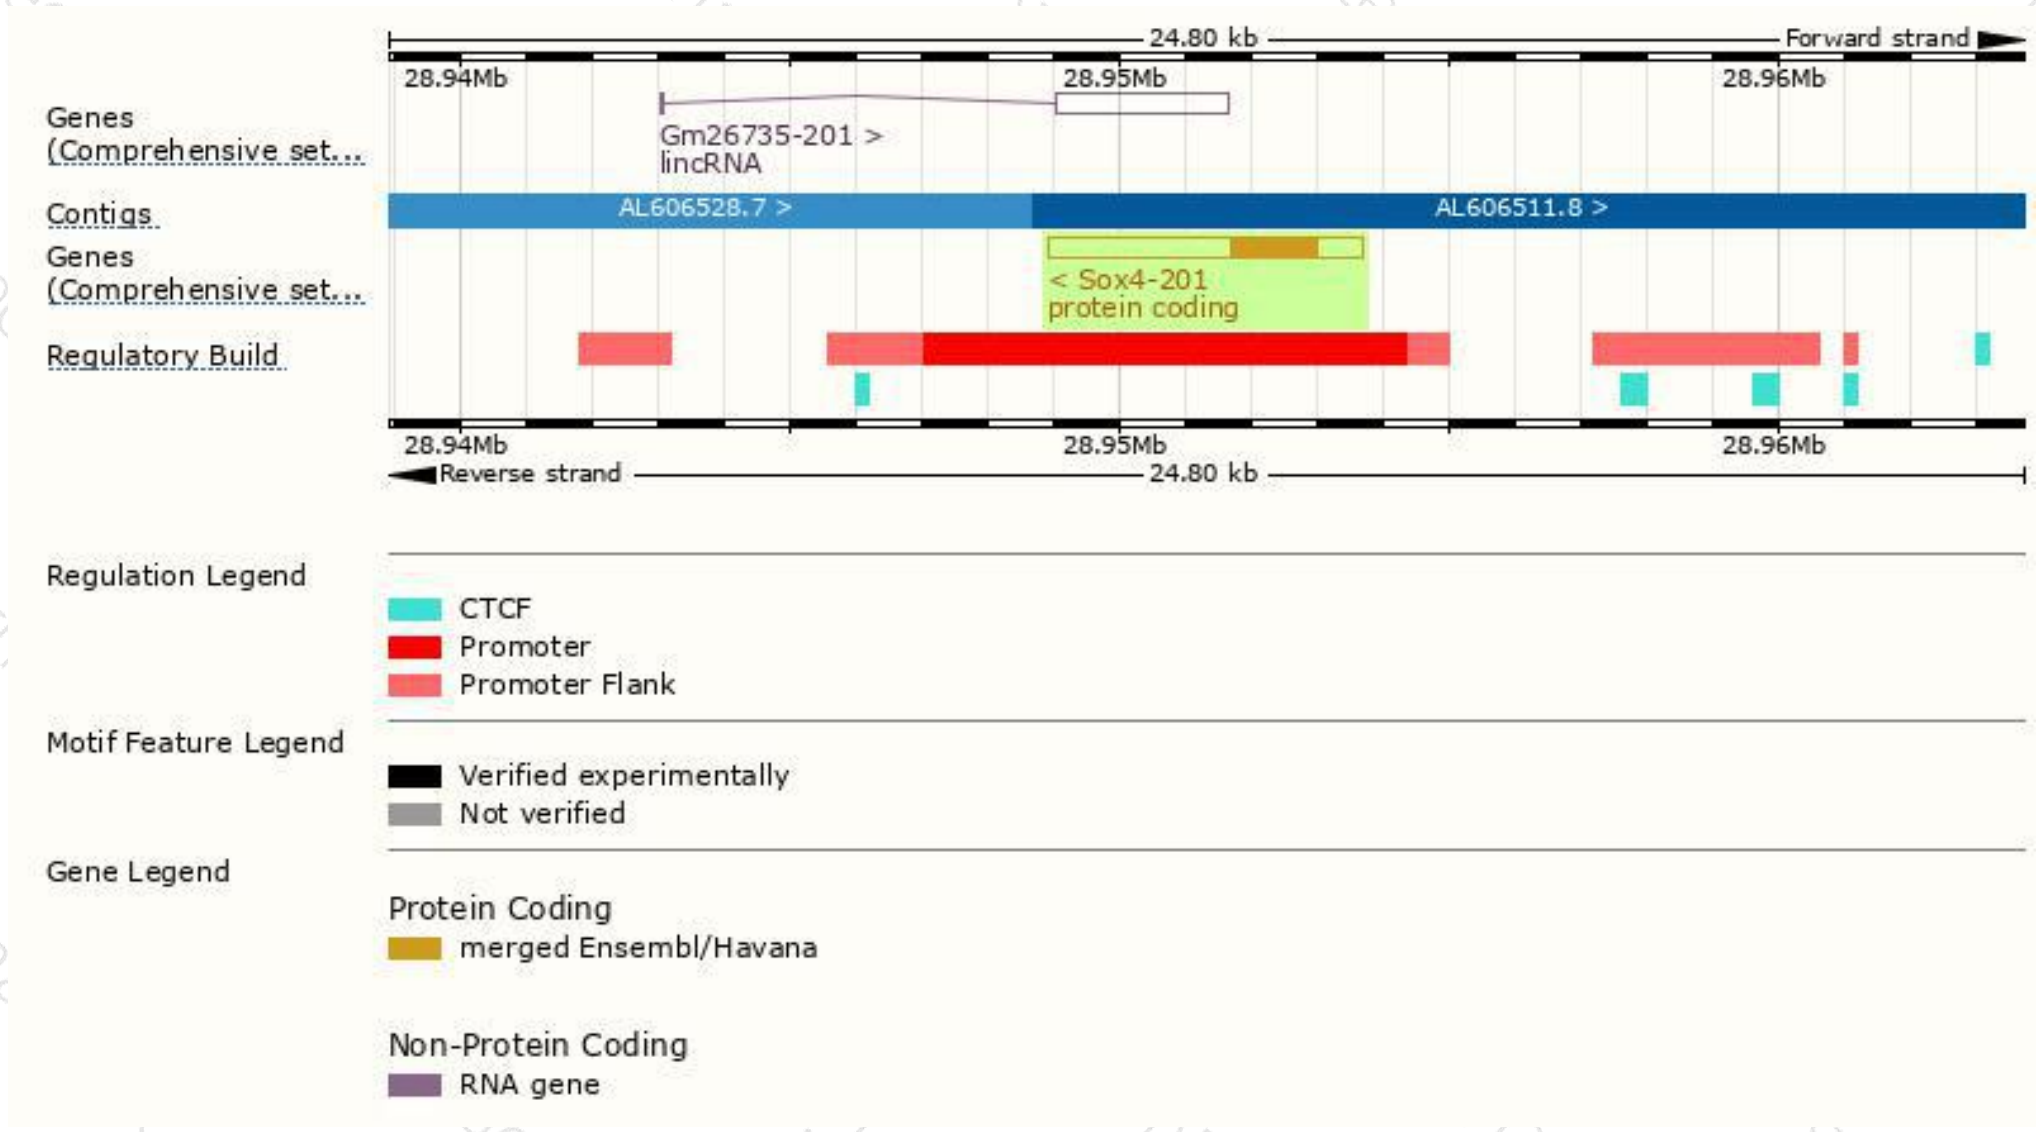 24.80 kb
Forward strand
28.94Mb 28.95Mb 28.96Mb
Genes
(Comprehensive set...
Gm26735-201 >
lincRNA
Contigs
AL606528.7 > AL606511.8 >
Genes
(Comprehensive set...
< Sox4-201
protein coding
Regulatory Build
28.94Mb 28.95Mb 28.96Mb
Reverse strand 24.80 kb
Regulation Legend
CTCF
Promoter
Promoter Flank
Motif Feature Legend
Verified experimentally
Not verified
Gene Legend
Protein Coding
merged Ensembl/Havana
Non-Protein Coding
RNA gene